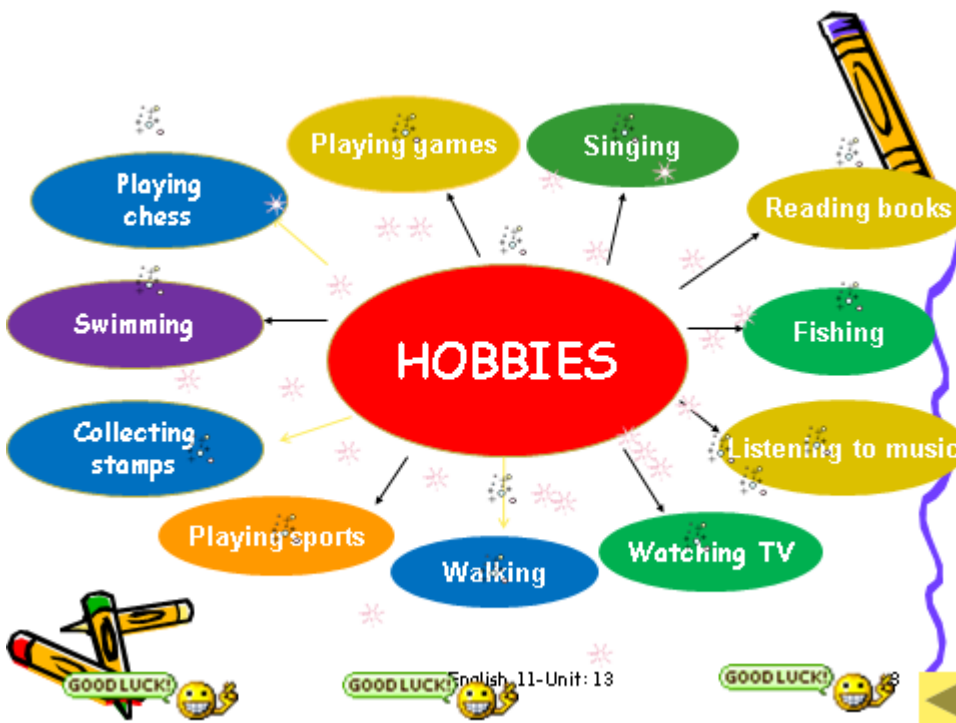 Playing games
Singing
Playing
chess
Reading books
Swimming
HOBBIES
Fishing
Collecting
stamps
Listening to music
Playing sports
Walking
Watching TV
GOOD LUCK!
GOOD LUCK!
English 11-Unit: 13
GOOD LUCK!
3